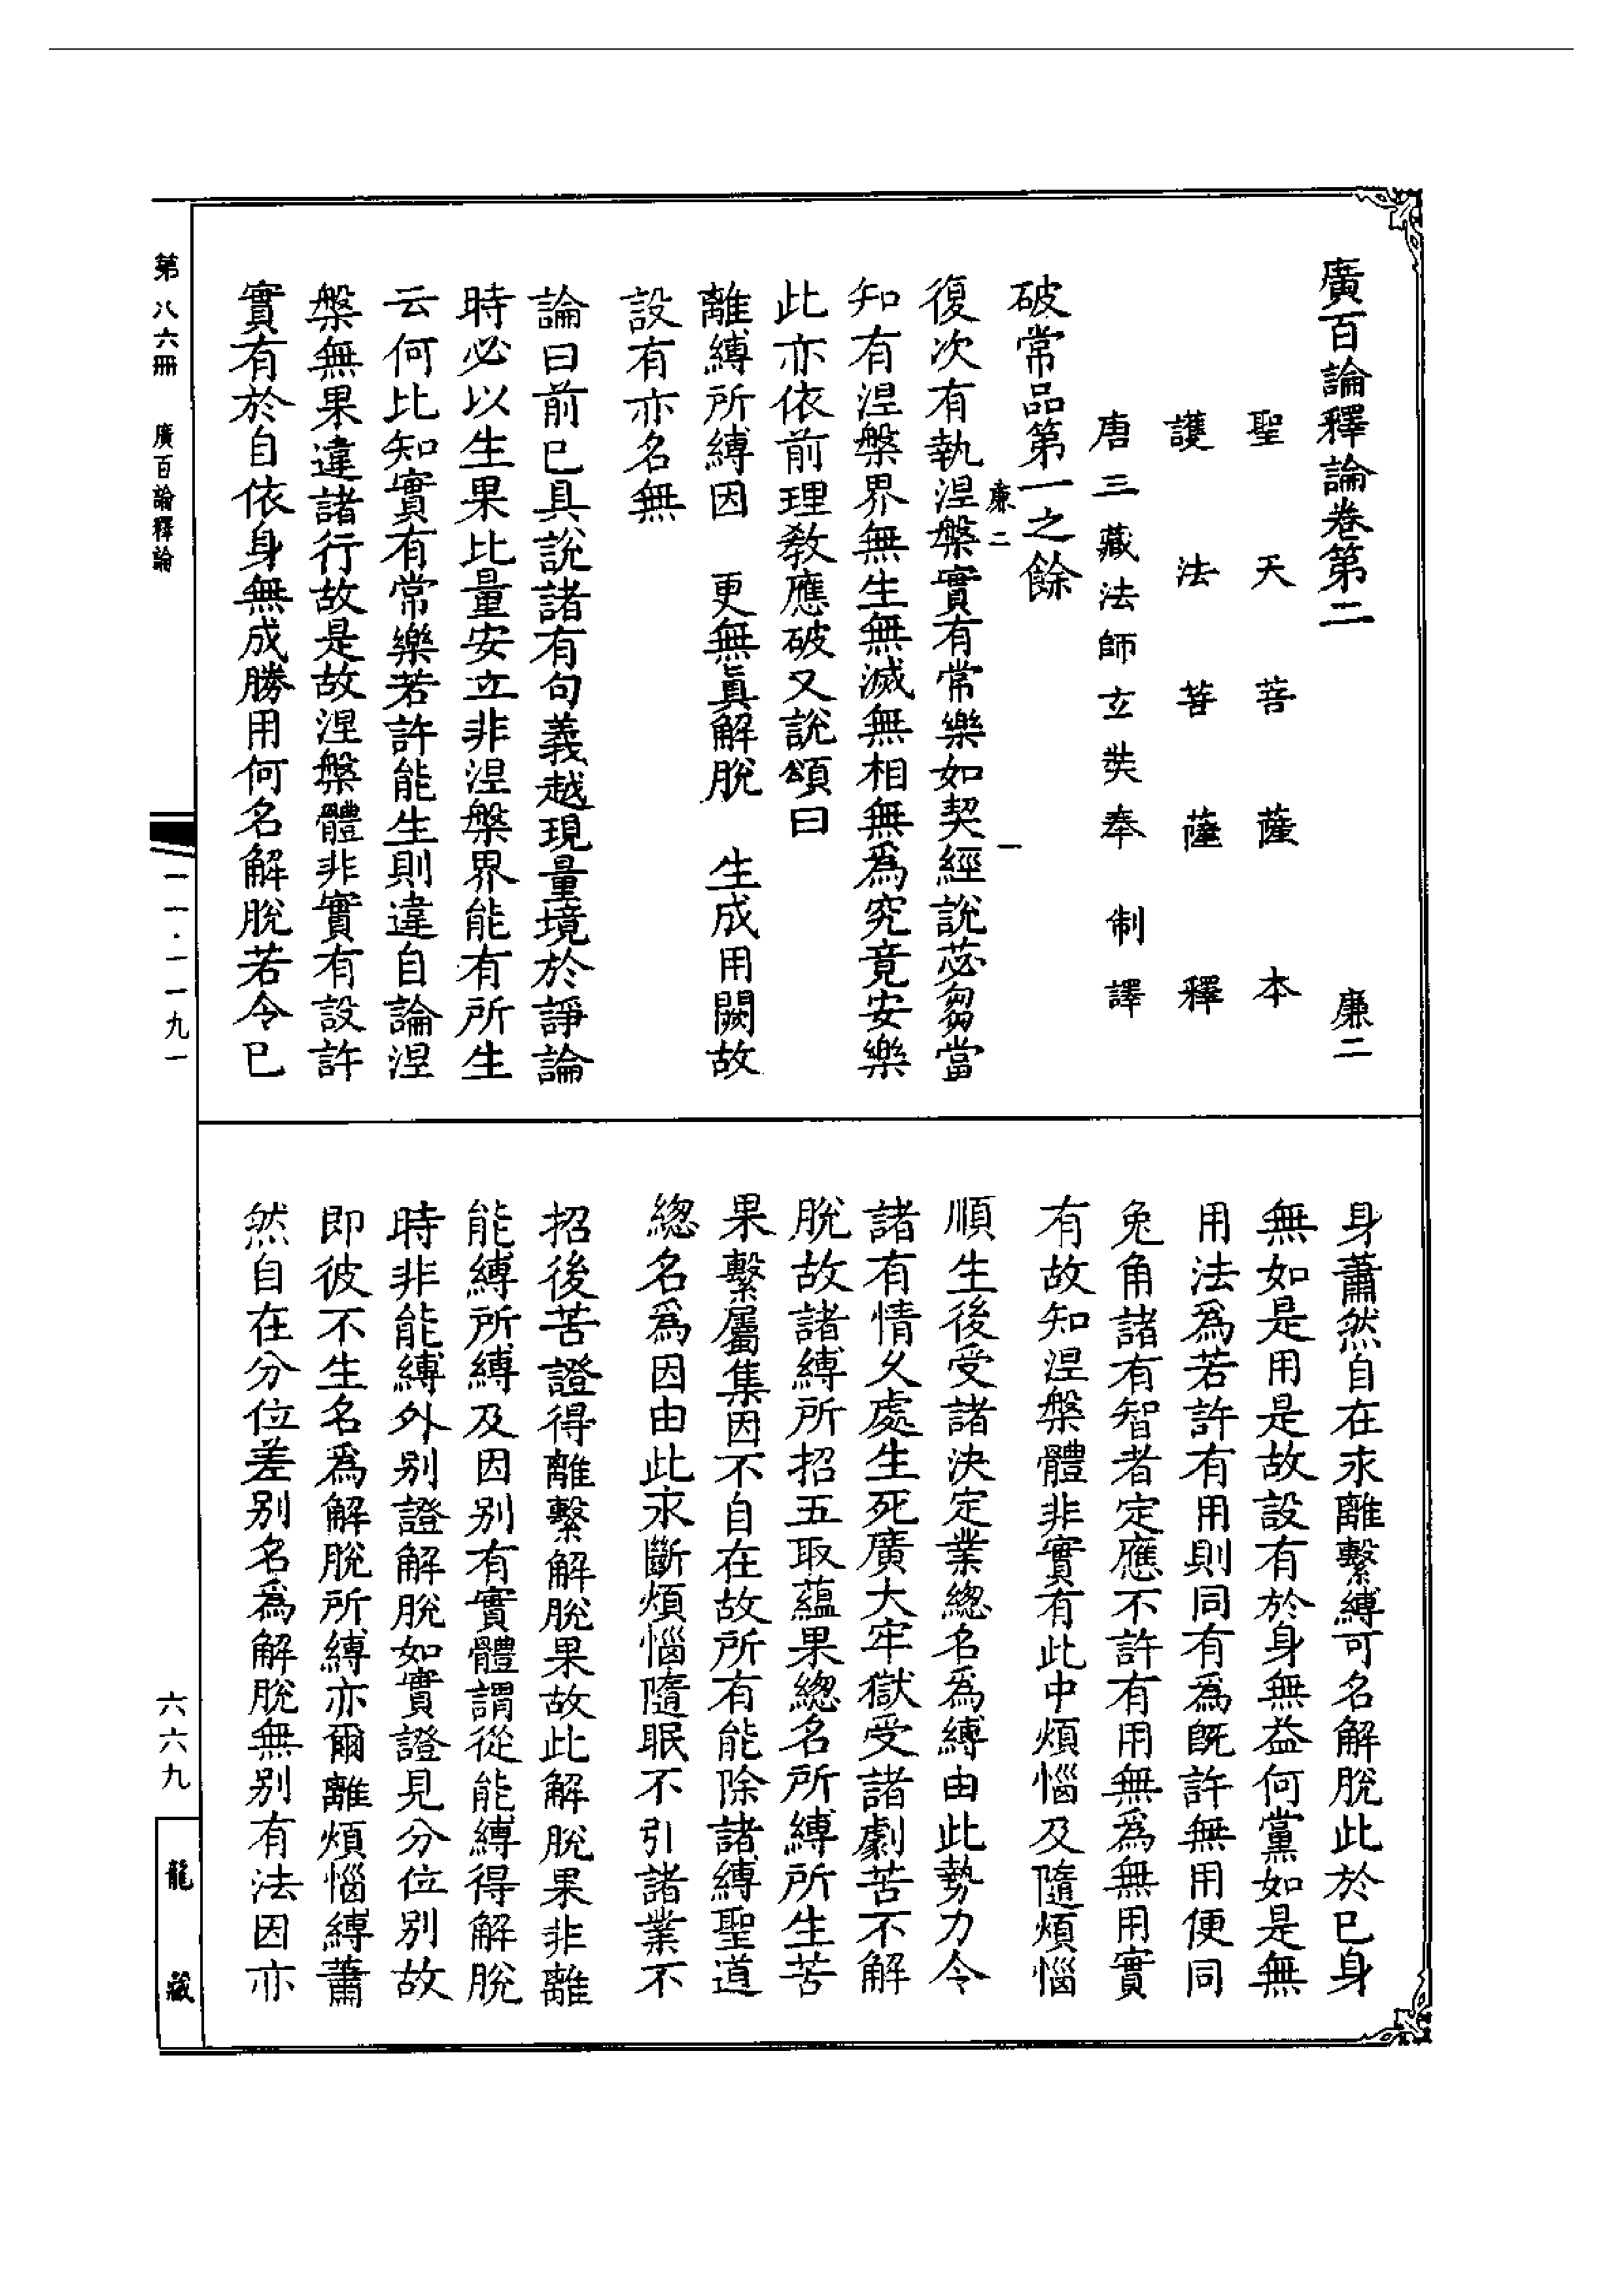 廣百論釋論卷第二 廉二
聖天菩薩本
護法菩薩釋
唐三藏法師玄奘奉制譯
破常品第一之餘
廉二 一
復次有執涅槃實有常樂如契經說苾芻當
知有涅槃界無生無滅無相無爲究竟安樂
此亦依前理教應破又說頌曰
離縛所縛因 更無眞解脫 生成用闕故
設有亦名無
論曰前已具說諸有句義越現量境於諍論
時必以生果比量安立非涅槃界能有所生
云何比知實有常樂若許能生則違自論涅
槃無果違諸行故是故涅槃體非實有設許
實有於自依身無成勝用何名解脫若令已
身蕭然自在永離繫縛可名解脫此於已身
無如是用是故設有於身無益何黨如是無
用法爲若許有用則同有爲旣許無用便同
兔角諸有智者定應不許有用無爲無用實
有故知涅槃體非實有此中煩惱及隨煩惱
順生後受諸決定業總名爲縛由此勢力令
諸有情久處生死廣大牢獄受諸劇苦不解
脫故諸縛所招五取蘊果總名所縛所生苦
果繫屬集因不自在故所有能除諸縛聖道
總名爲因由此永斷煩惱隨眠不引諸業不
招後苦證得離繫解脫果故此解脫果非離
能縛所縛及因別有實體謂從能縛得解脫
時非能縛外別證解脫如實證見分位別故
即彼不生名爲解脫所縛亦爾離煩惱縛蕭
然自在分位差別名爲解脫無別有法因亦
第八六冊 廣百論釋論
一一·一一九一
六六九
龍藏